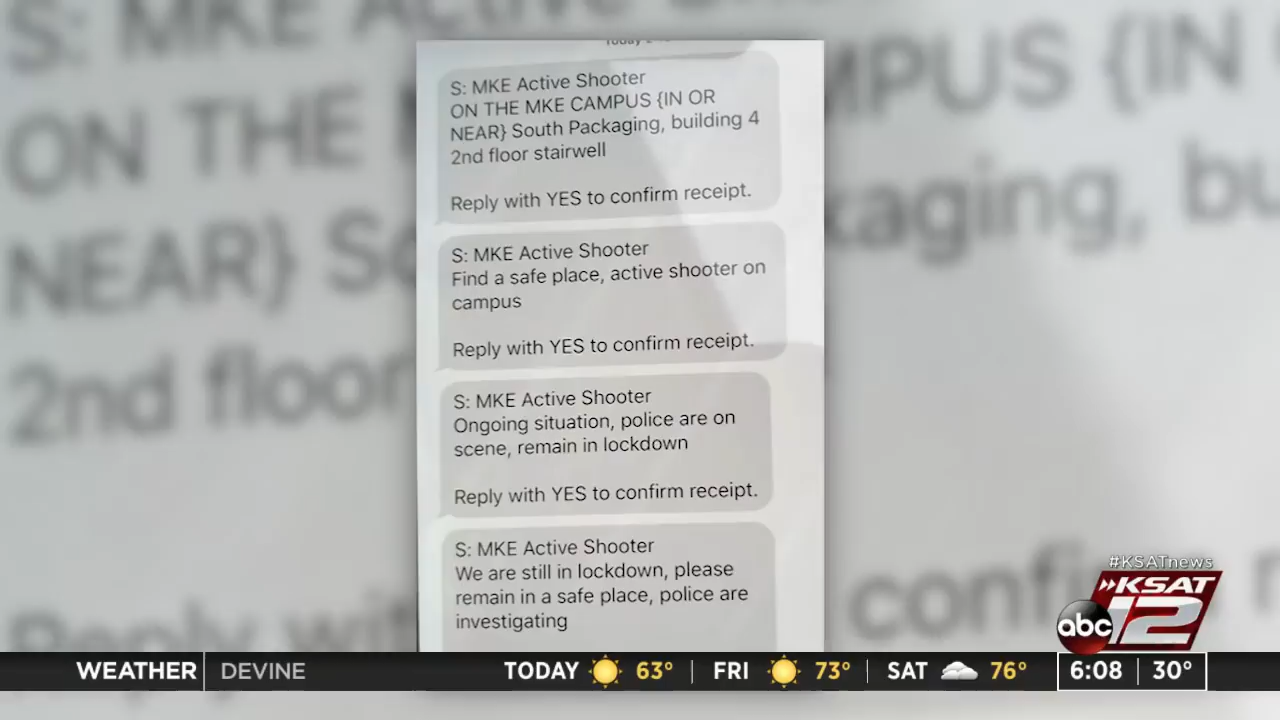 S: MKE Active Shooter
ON THE MKE CAMPUS {IN OR
NEAR} South Packaging, building 4
2nd floor stairwell
Reply with YES to confirm receipt.
S: MKE Active Shooter
Find a safe place, active shooter on
campus
Reply with YES to confirm receipt.
S: MKE Active Shooter
Ongoing situation, police are on
scene, remain in lockdown
Reply with YES to confirm receipt.
S: MKE Active Shooter
We are still in lockdown, please
remain in a safe place, police are
investigating
#KSATnews
KSAT
abc 12
WEATHER DEVINE TODAY 63° FRI 73° SAT 76° 6:08 30°